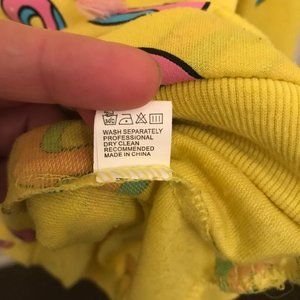 WASH SEPARATELY
PROFESSIONAL
DRY CLEAN
RECOMMENDED
MADE IN CHINA